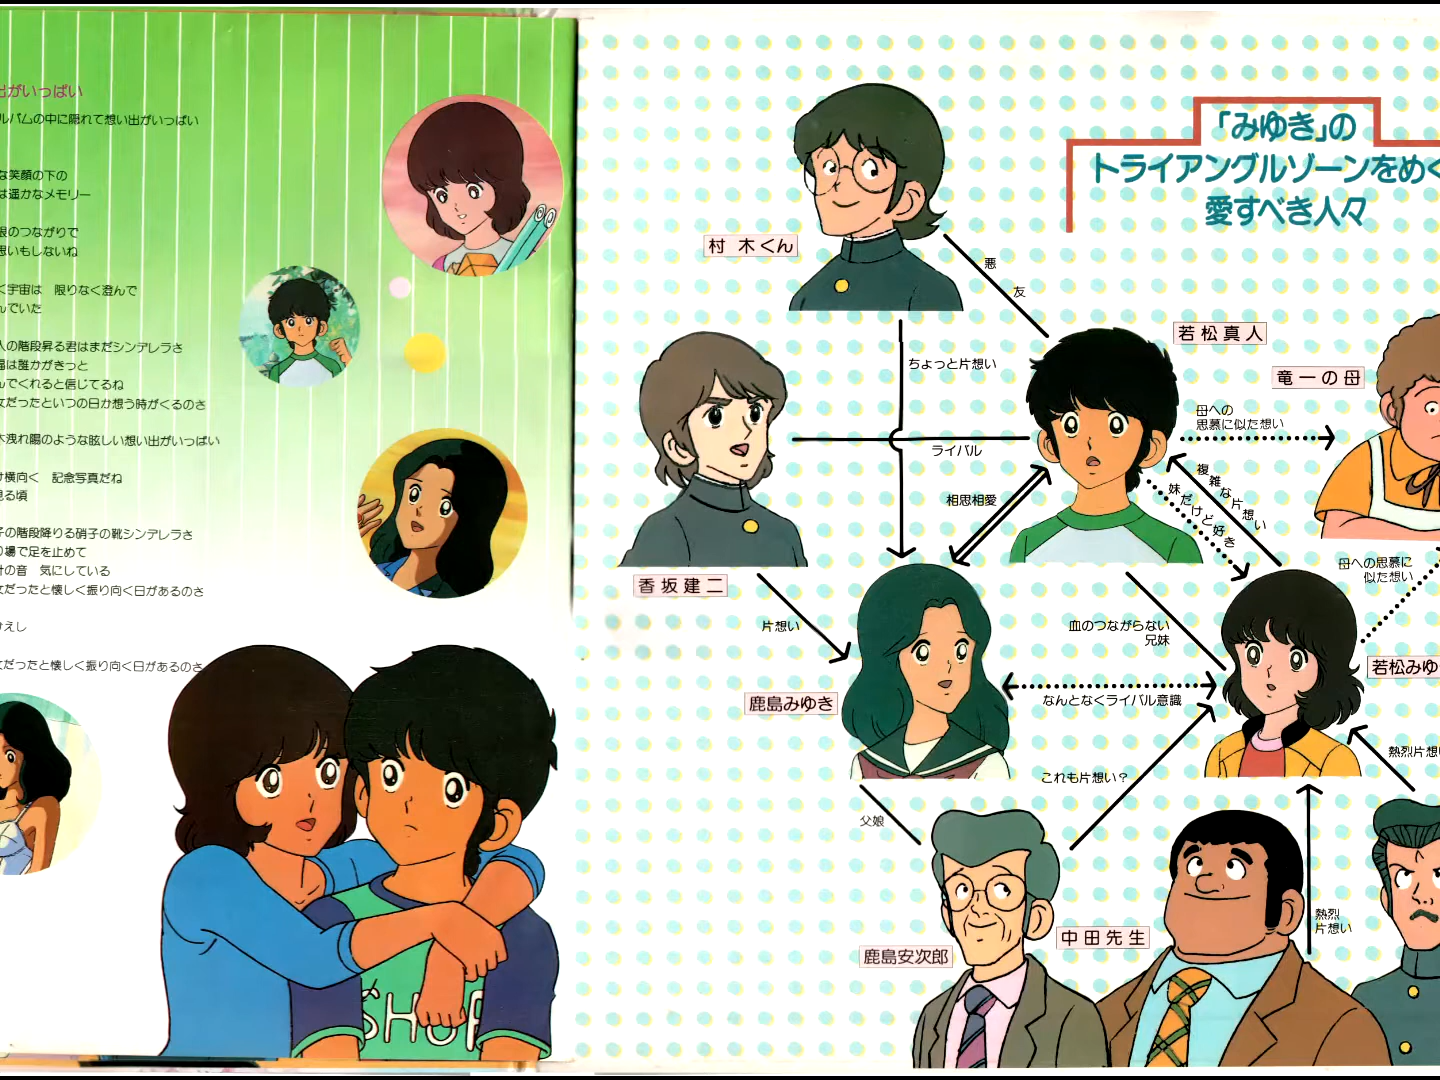 出がいっぱい
ルバムの中に隠れて想い出がいっぱい
な笑顔の下の
は遥かなメモリー
限のつながりで
思いもしないね
く宇宙は 限りなく澄んで
んでいた
人の階段昇る君はまだシンデレラさ
福は誰かがきっと
んでくれると信じてるね
女だったといつの日か想う時がくるのさ
木洩れ陽のような眩しい想い出がいっぱい
け横向く 記念写真だね
見る頃
子の階段降りる硝子の靴シンデレラさ
り場で足を止めて
計の音 気にしている
女だったと懐しく振り向く日があるのさ
りかえし
女だったと懐しく振り向く日があるのさ
SHOP
「みゆき」の
トライアングルゾーンをめく
愛すべき人々
村 木くん
悪
友
若松真人
ちょっと片想い
竜一の母
母への
思慕に似た想い
ライバル
相思相愛
複雑な片想い
妹だけど好き
香坂建二
片想い
母への思慕に
似た想い
血のつながらない
兄妹
若松みゆ
鹿島みゆき
なんとなくライバル意識
熱烈片想い
これも片想い?
父娘
熱烈
片想い
中田先生
鹿島安次郎